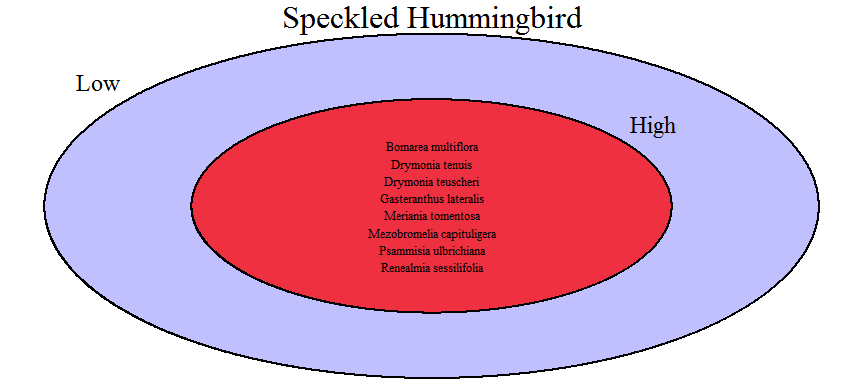 Speckled Hummingbird
Low
High
Bomarea multiflora
Drymonia tenuis
Drymonia teuscheri
Gasteranthus lateralis
Meriania tomentosa
Mezobromelia capituligera
Psammisia ulbrichiana
Renealmia sessilifolia